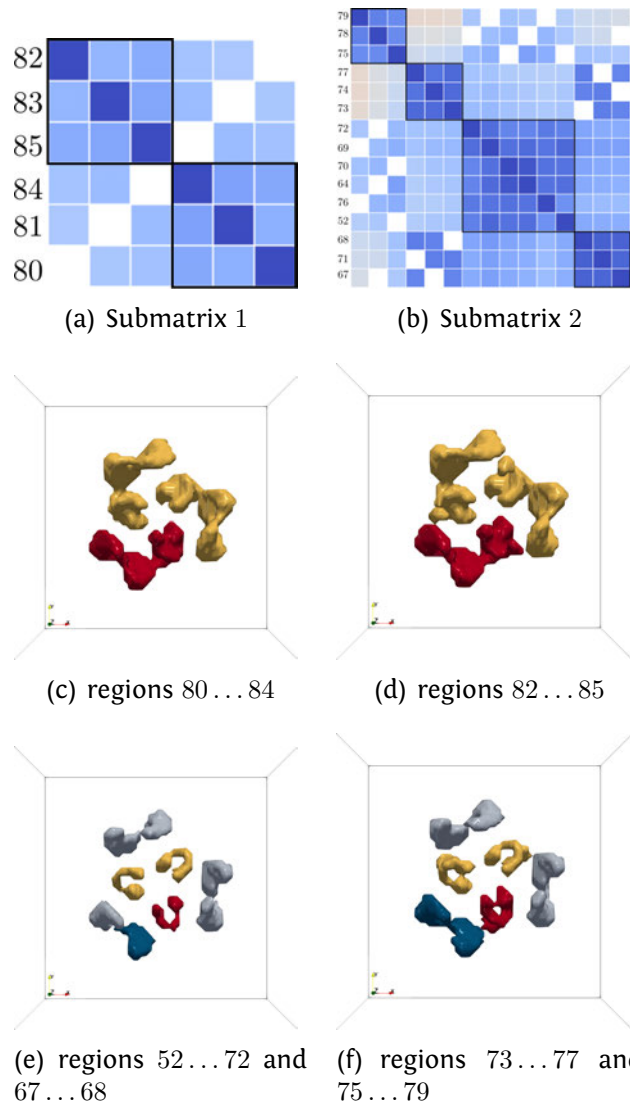 82
83
85
84
81
80
(a) Submatrix 1
79
78
75
77
74
73
72
69
70
64
76
52
68
71
67
(b) Submatrix 2
(c) regions 80 . . . 84
(d) regions 82 . . . 85
(e) regions 52 . . . 72 and
67 . . . 68
(f) regions 73 . . . 77 and
75 . . . 79